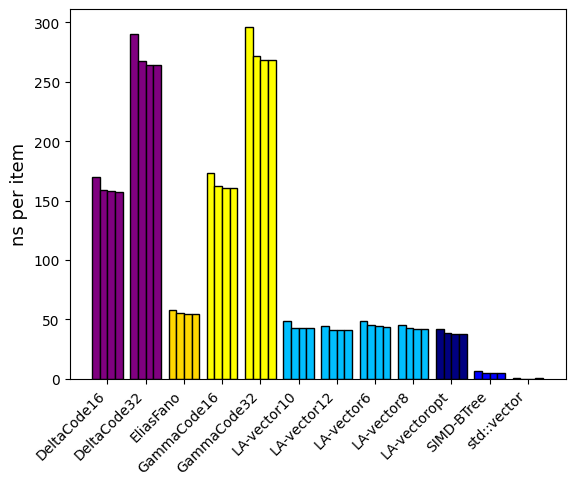 300
250
200
150
100
50
0
ns per item
DeltaCode16
DeltaCode32
EliasFano
GammaCode16
GammaCode32
LA-vector10
LA-vector12
LA-vector6
LA-vector8
LA-vectoropt
SIMD-BTree
std::vector